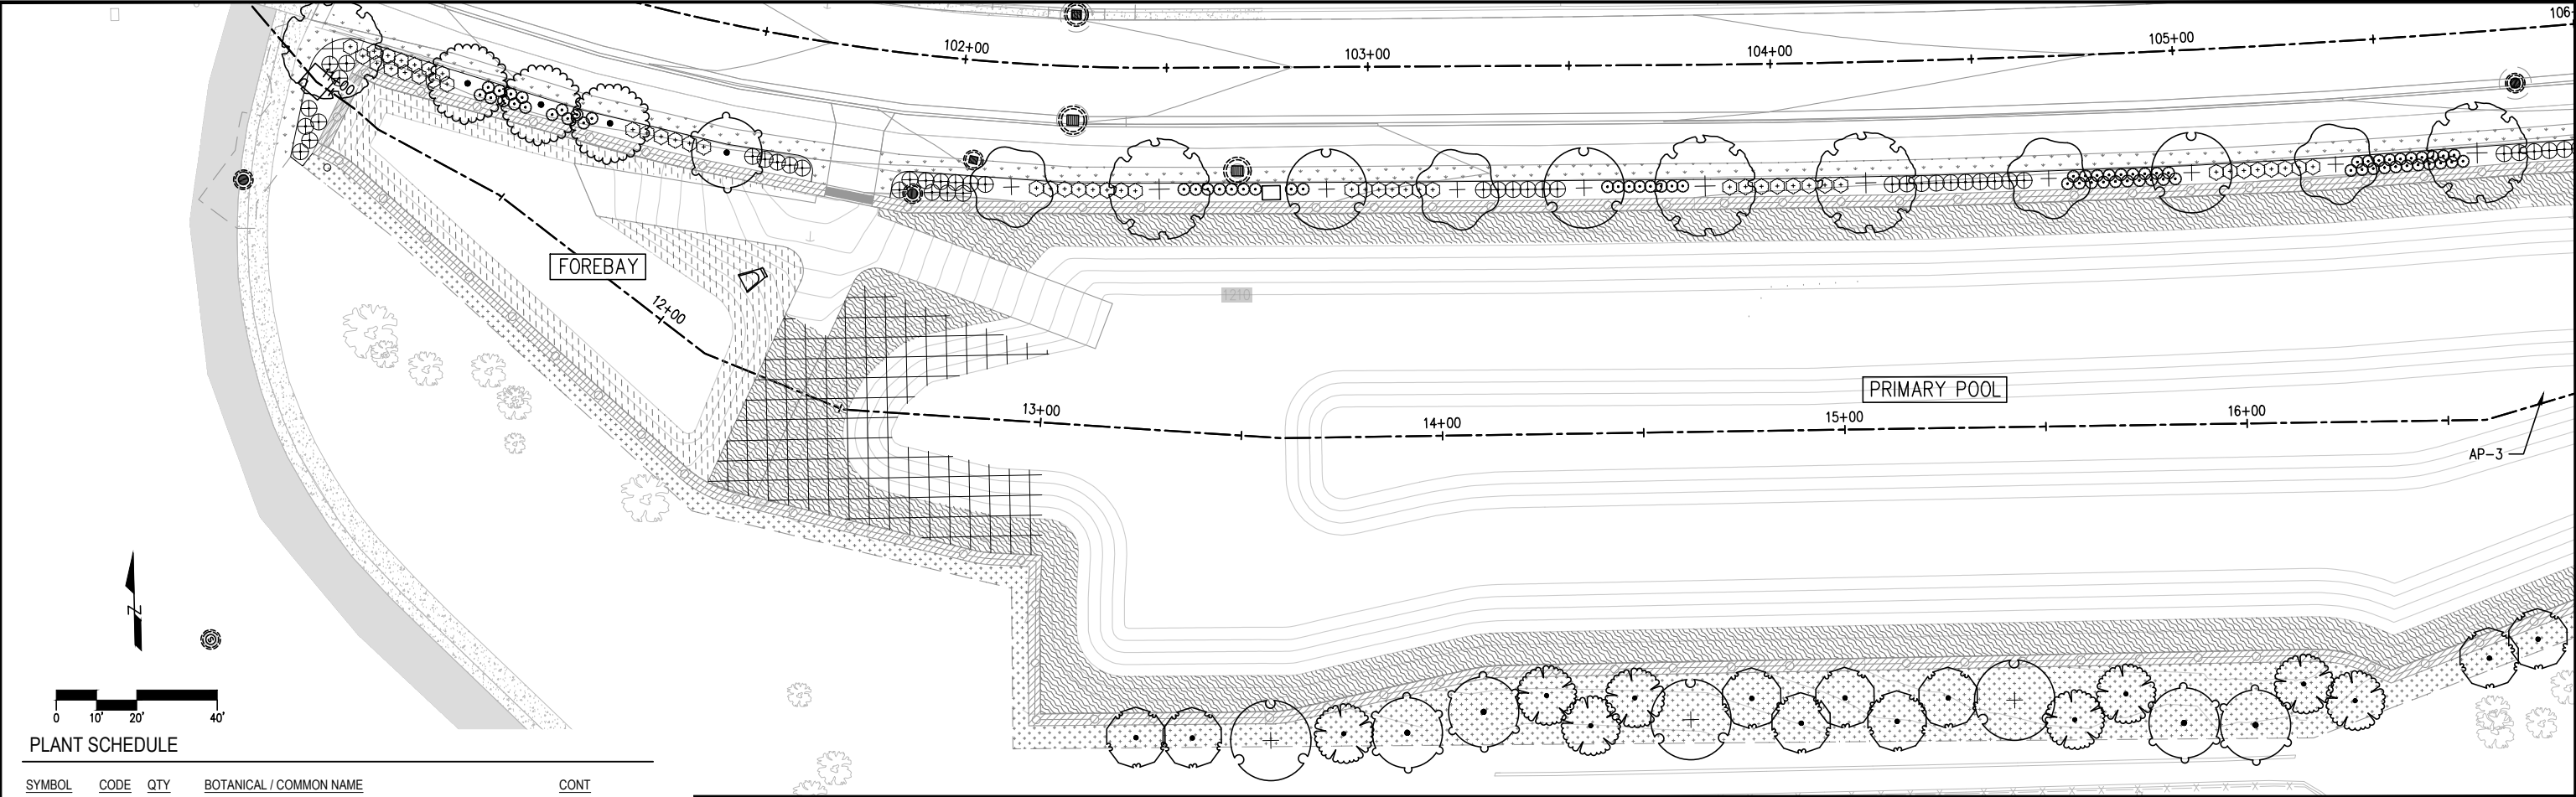 106+
102+00
103+00
104+00
105+00
FOREBAY
12+00
1210
PRIMARY POOL
13+00
14+00
15+00
16+00
AP-3
N
0 10' 20' 40'
PLANT SCHEDULE
SYMBOL CODE QTY BOTANICAL / COMMON NAME CONT